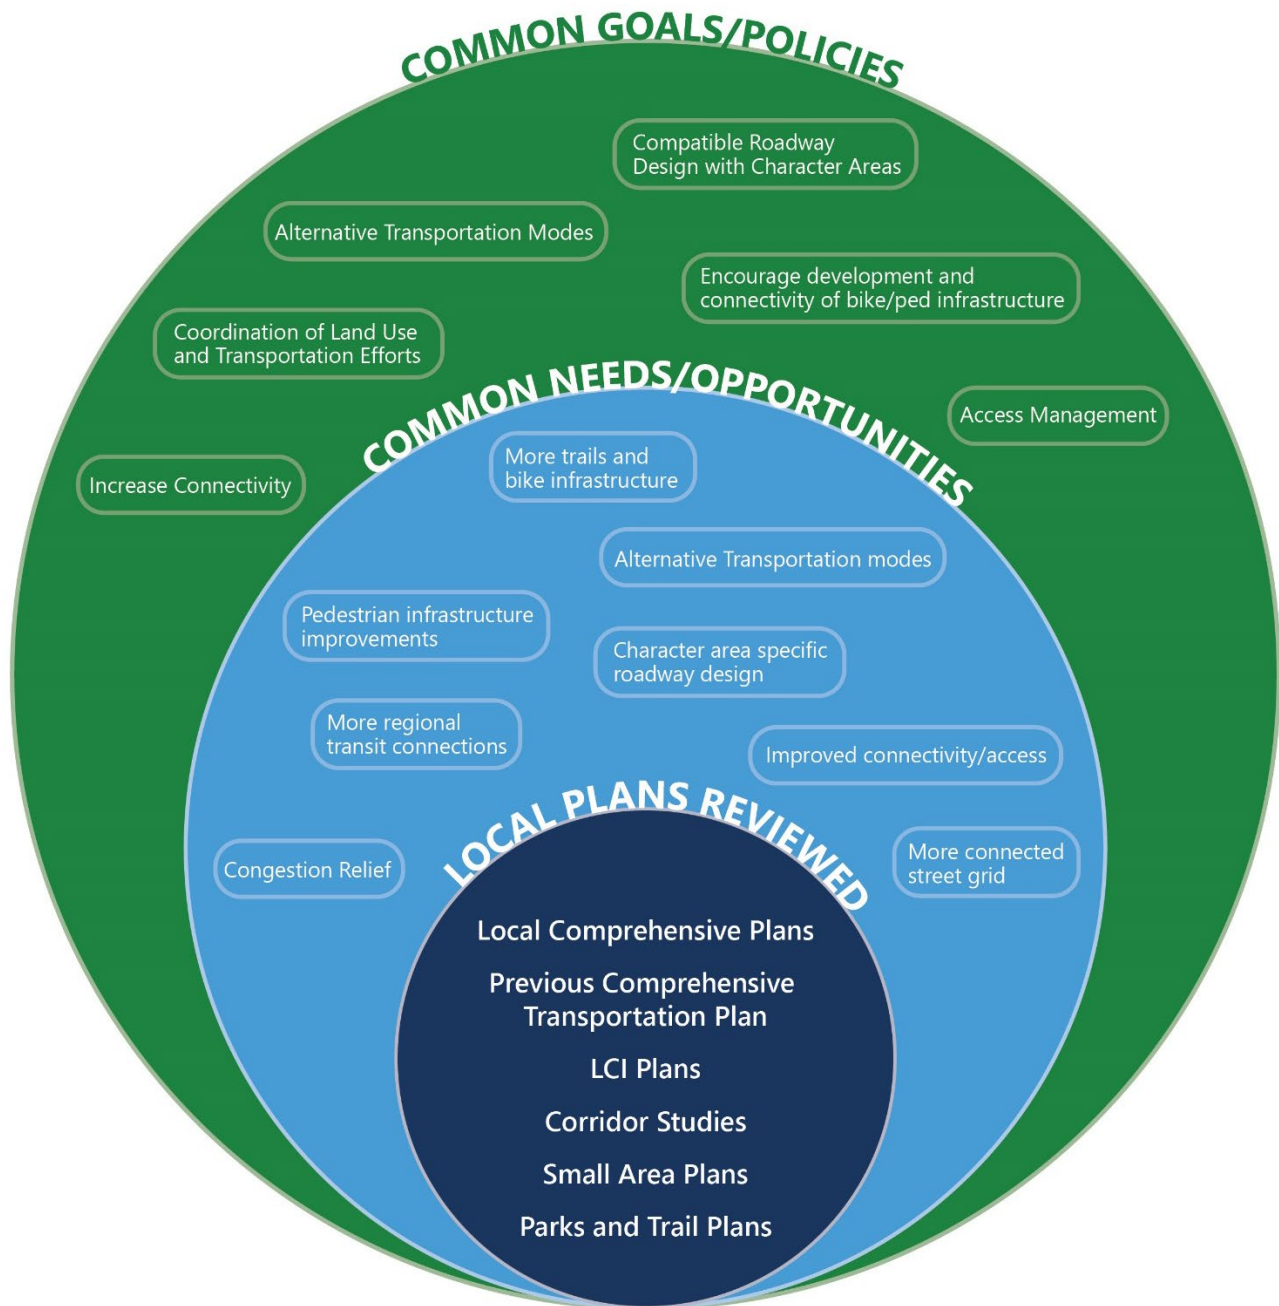 COMMON GOALS/POLICIES
Compatible Roadway
Design with Character Areas
Alternative Transportation Modes
Encourage development and
connectivity of bike/ped infrastructure
Coordination of Land Use
and Transportation Efforts
Access Management
Increase Connectivity
COMMON NEEDS/OPPORTUNITIES
More trails and
bike infrastructure
Alternative Transportation modes
Pedestrian infrastructure
improvements
Character area specific
roadway design
More regional
transit connections
Improved connectivity/access
Congestion Relief
More connected
street grid
LOCAL PLANS REVIEWED
Local Comprehensive Plans
Previous Comprehensive
Transportation Plan
LCI Plans
Corridor Studies
Small Area Plans
Parks and Trail Plans